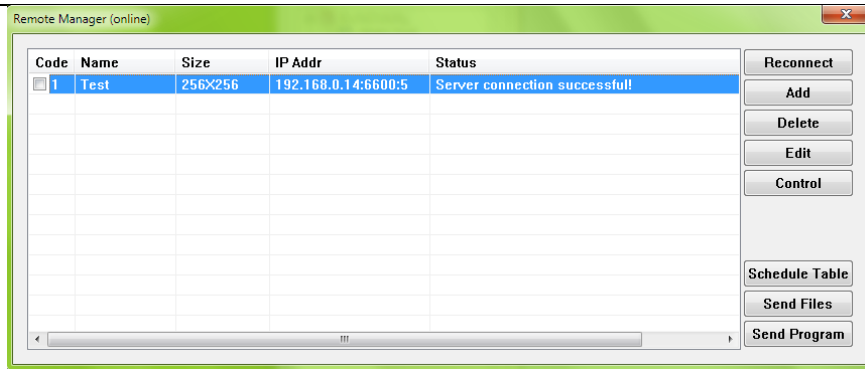 Remote Manager (online)
Code Name Size IP Addr Status
1 Test 256X256 192.168.0.14:6600:5 Server connection successful!
Reconnect
Add
Delete
Edit
Control
Schedule Table
Send Files
Send Program